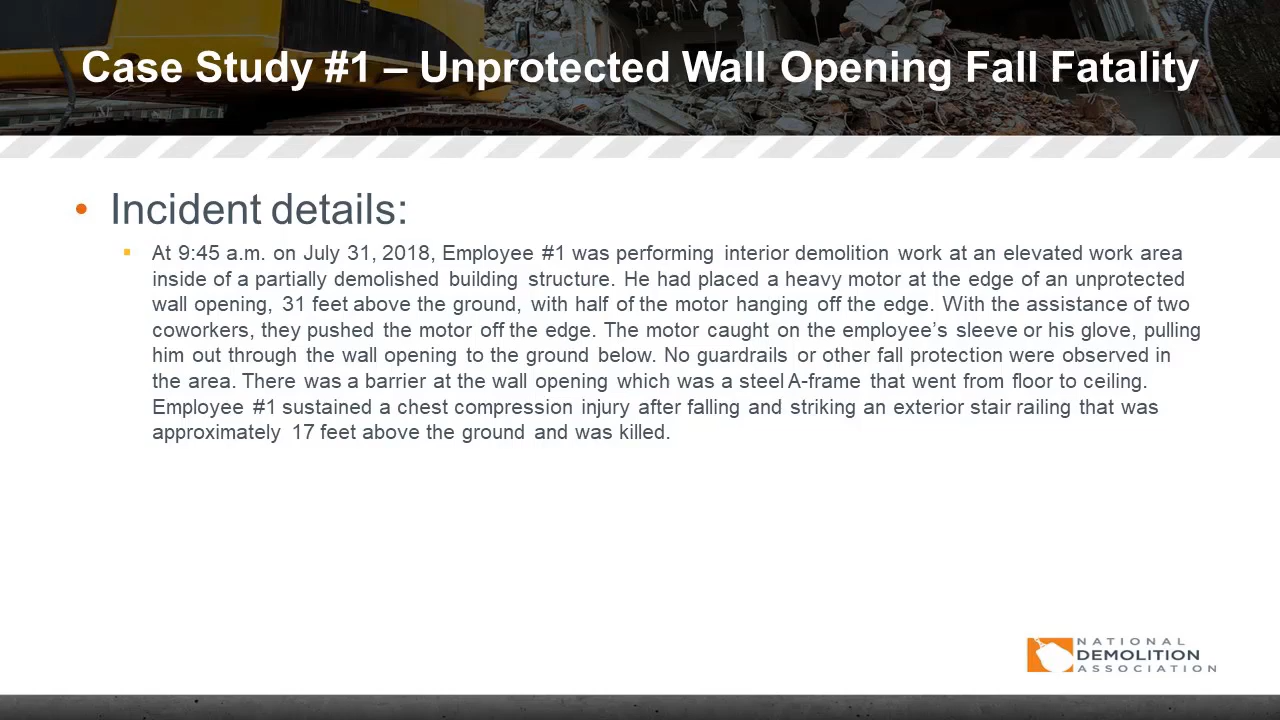 Case Study #1 – Unprotected Wall Opening Fall Fatality
• Incident details:
▪ At 9:45 a.m. on July 31, 2018, Employee #1 was performing interior demolition work at an elevated work area
inside of a partially demolished building structure. He had placed a heavy motor at the edge of an unprotected
wall opening, 31 feet above the ground, with half of the motor hanging off the edge. With the assistance of two
coworkers, they pushed the motor off the edge. The motor caught on the employee’s sleeve or his glove, pulling
him out through the wall opening to the ground below. No guardrails or other fall protection were observed in
the area. There was a barrier at the wall opening which was a steel A-frame that went from floor to ceiling.
Employee #1 sustained a chest compression injury after falling and striking an exterior stair railing that was
approximately 17 feet above the ground and was killed.
NATIONAL
DEMOLITION
ASSOCIATION